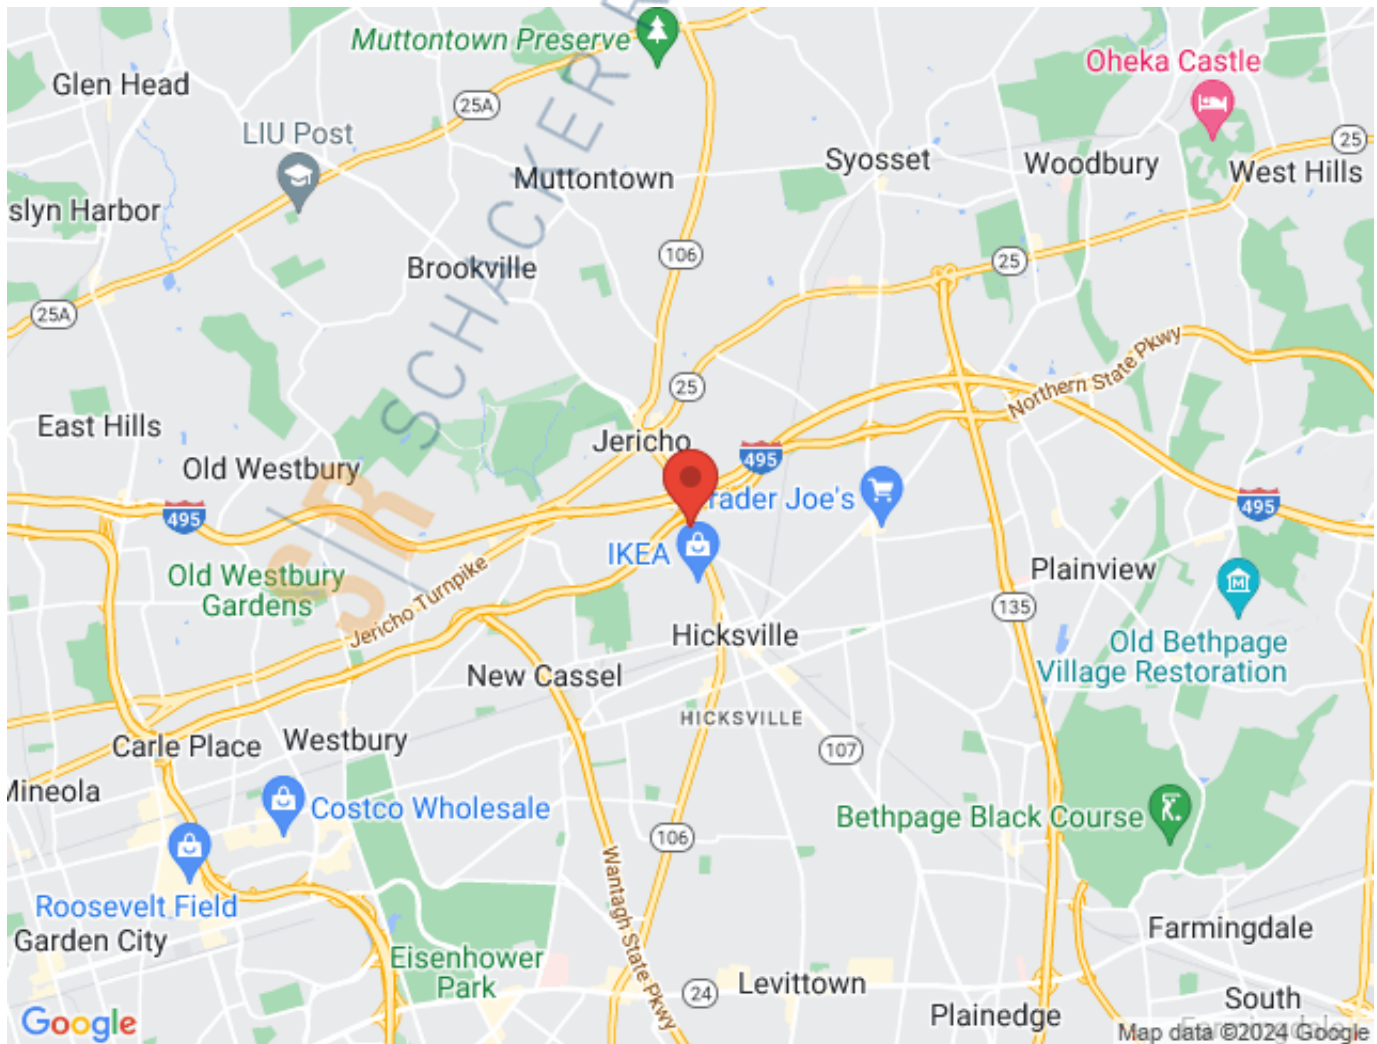 Muttontown Preserve
Oheka Castle
Glen Head
25A
LIU Post
25
Syosset
Woodbury
West Hills
Muttontown
slyn Harbor
106
Brookville
25
25A
Northern State Pkwy
25
East Hills
Jericho
495
Old Westbury
rader Joe's
495
495
IKEA
Old Westbury
Gardens
Plainview
Jericho Turnpike
135
Hicksville
Old Bethpage
Village Restoration
New Cassel
HICKSVILLE
Carle Place
Westbury
107
Mineola
Costco Wholesale
Bethpage Black Course
106
Wantagh State Pkwy
Roosevelt Field
Garden City
Farmingdale
Eisenhower
Park
24
Levittown
South
Plainedge
Google
Map data ©2024 Google
SCHACKER R
SIR